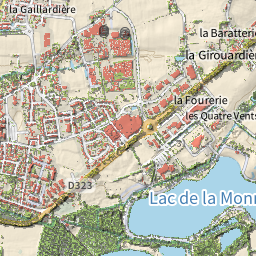 la Gaillardière
la Baratterie
la Girouardière
la Fourerie
les Quatre Vents
D323
Lac de la Monn